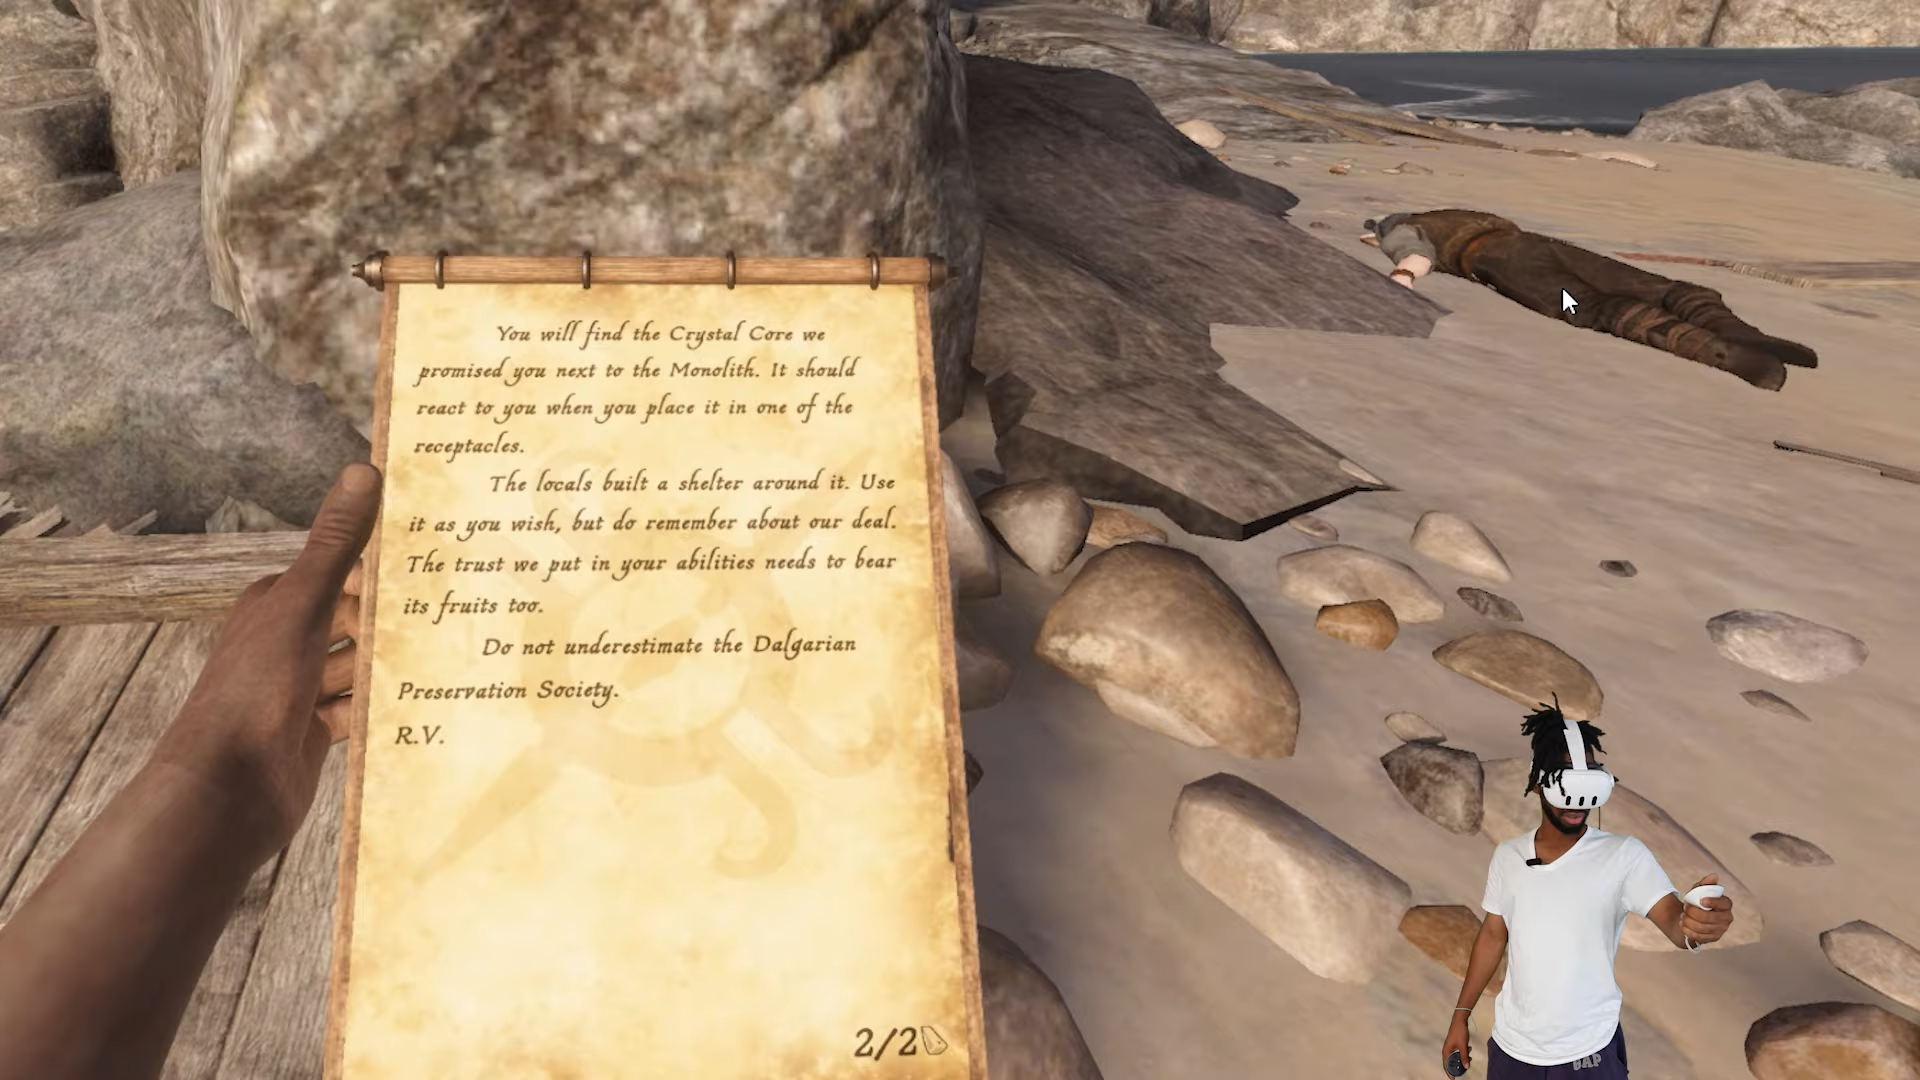 You will find the Crystal Core we
promised you next to the Monolith. It should
react to you when you place it in one of the
receptacles.
The locals built a shelter around it. Use
it as you wish, but do remember about our deal.
The trust we put in your abilities needs to bear
its fruits too.
Do not underestimate the Dalgarian
Preservation Society.
R.V.
2/2
GAP